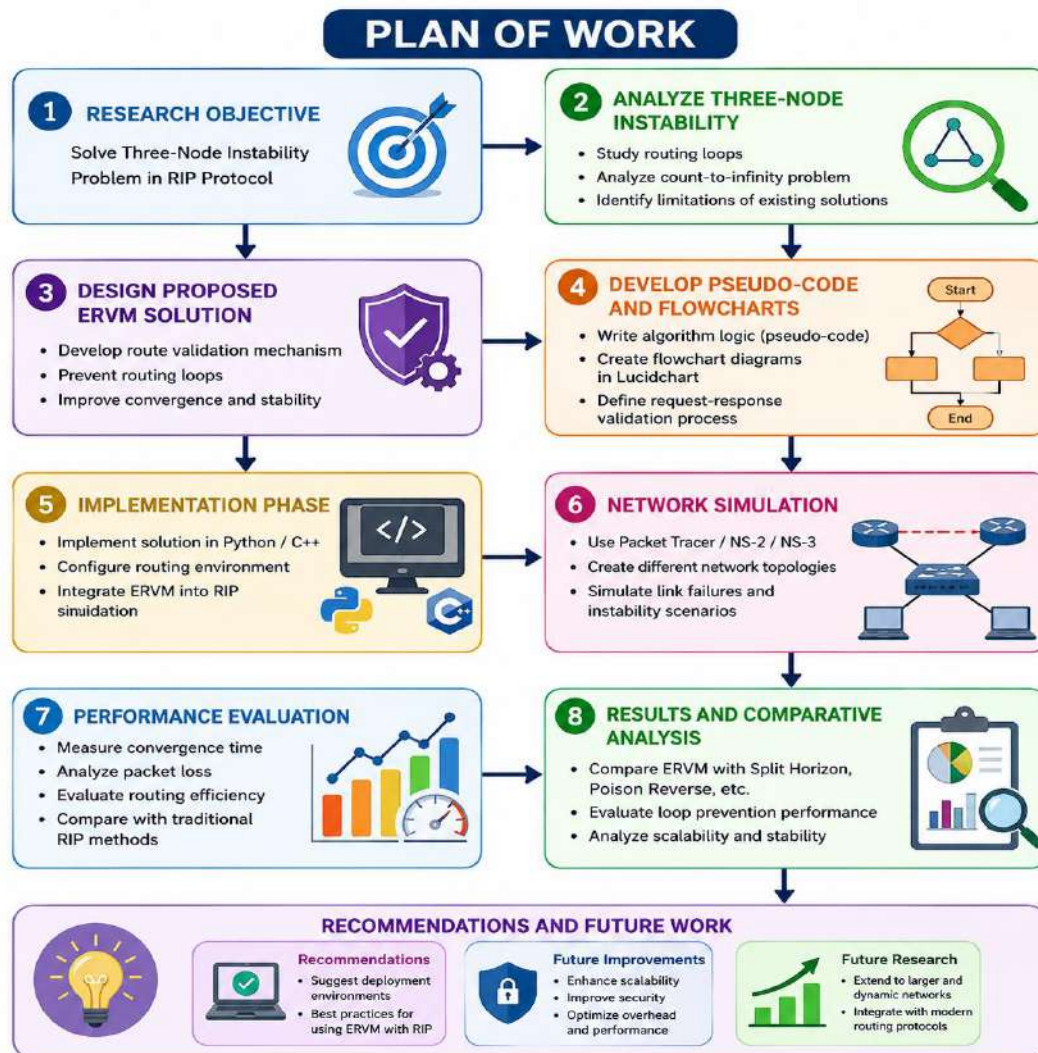 PLAN OF WORK
1
RESEARCH OBJECTIVE
Solve Three-Node Instability
Problem in RIP Protocol
2
ANALYZE THREE-NODE
INSTABILITY
• Study routing loops
• Analyze count-to-infinity problem
• Identify limitations of existing solutions
3
DESIGN PROPOSED
ERVM SOLUTION
• Develop route validation mechanism
• Prevent routing loops
• Improve convergence and stability
4
DEVELOP PSEUDO-CODE
AND FLOWCHARTS
• Write algorithm logic (pseudo-code)
• Create flowchart diagrams
in Lucidchart
• Define request-response
validation process
Start
End
5
IMPLEMENTATION PHASE
• Implement solution in Python / C++
• Configure routing environment
• Integrate ERVM into RIP
simuidation
</>
C++
6
NETWORK SIMULATION
• Use Packet Tracer / NS-2 / NS-3
• Create different network topologies
• Simulate link failures and
instability scenarios
7
PERFORMANCE EVALUATION
• Measure convergence time
• Analyze packet loss
• Evaluate routing efficiency
• Compare with traditional
RIP methods
8
RESULTS AND COMPARATIVE
ANALYSIS
• Compare ERVM with Split Horizon,
Poison Reverse, etc.
• Evaluate loop prevention performance
• Analyze scalability and stability
RECOMMENDATIONS AND FUTURE WORK
Recommendations
• Suggest deployment
environments
• Best practices for
using ERVM with RIP
Future Improvements
• Enhance scalability
• Improve security
• Optimize overhead
and performance
Future Research
• Extend to larger and
dynamic networks
• Integrate with modern
routing protocols